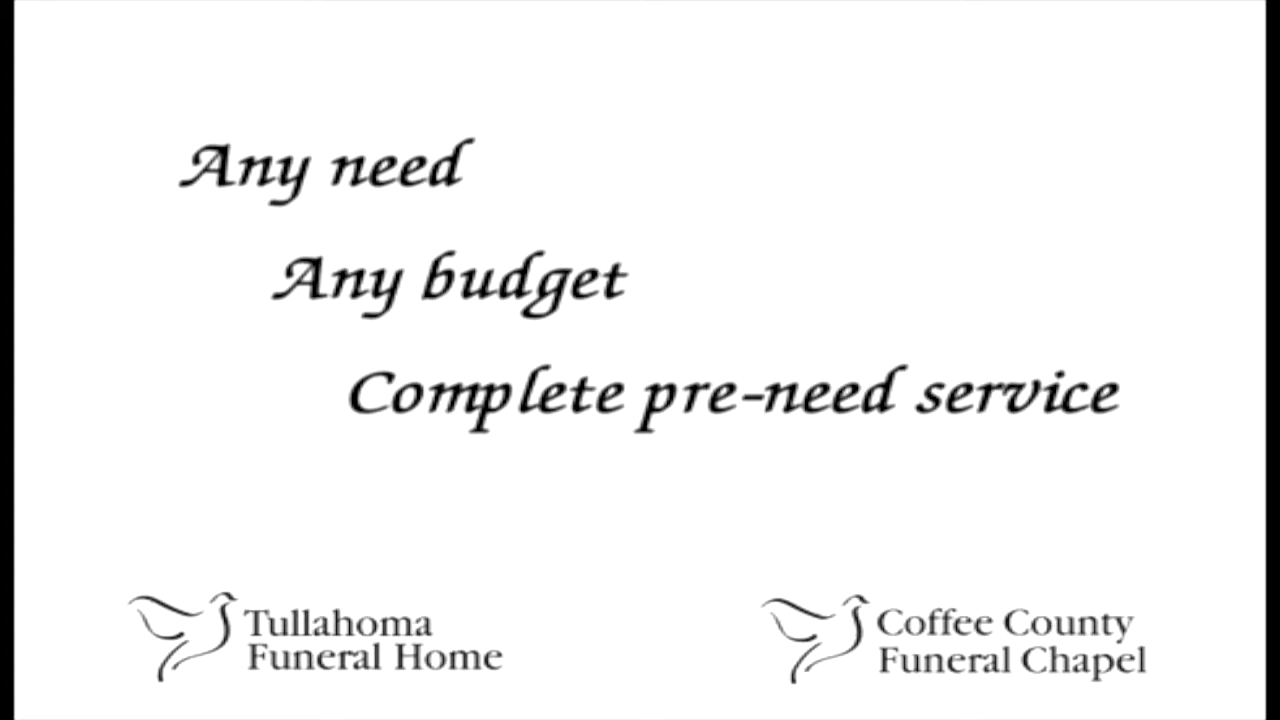 Any need
Any budget
Complete pre-need service
Tullahoma
Funeral Home
Coffee County
Funeral Chapel